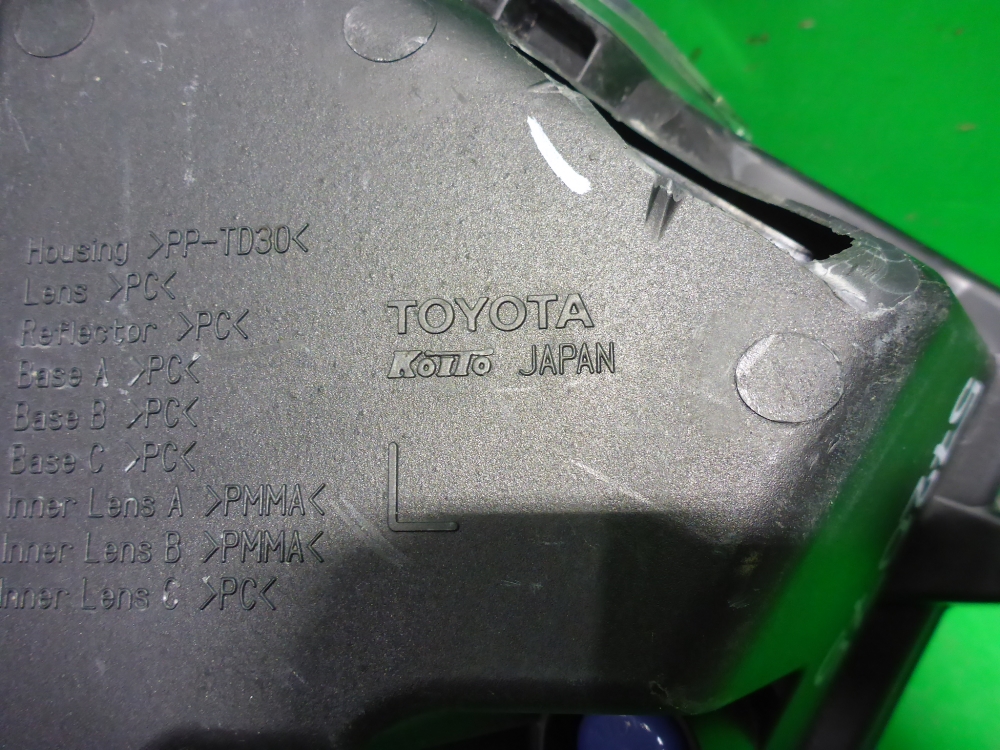 Housing >PP-TD30<
Lens >PC<
Reflector >PC<
Base A >PC<
Base B >PC<
Base C >PC<
Inner Lens A >PMMA<
Inner Lens B >PMMA<
Inner Lens C >PC<
TOYOTA
KOITO JAPAN
L